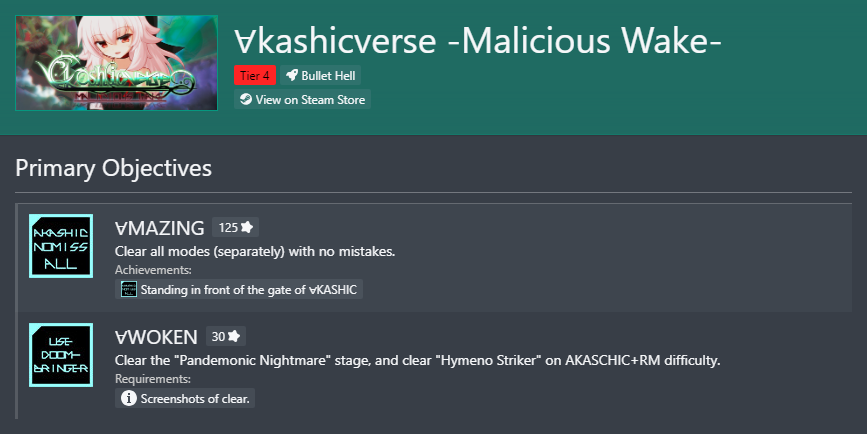 ∀kashicverse -Malicious Wake-
Tier 4
Bullet Hell
View on Steam Store
Primary Objectives
AKASHIC
NOMISS
ALL
∀MAZING 125
Clear all modes (separately) with no mistakes.
Achievements:
Standing in front of the gate of ∀KASHIC
USE-
DOOM-
BRINGER
∀WOKEN 30
Clear the "Pandemonic Nightmare" stage, and clear "Hymeno Striker" on AKASCHIC+RM difficulty.
Requirements:
Screenshots of clear.